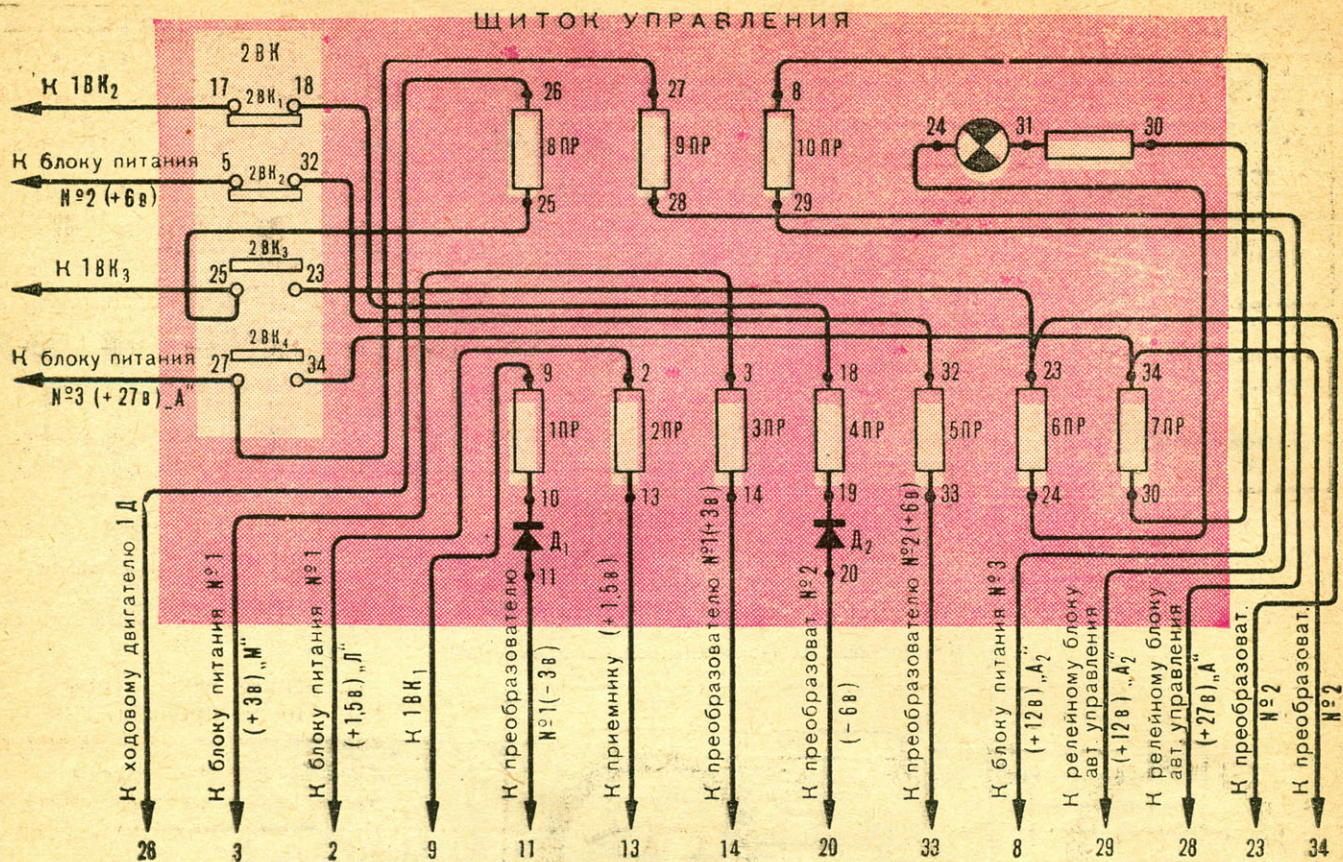 ЩИТОК УПРАВЛЕНИЯ
2ВК
К 1ВК₂
17 2ВК₁ 18
К блоку питания
№2 (+6в)
5 2ВК₂ 32
К 1ВК₃
2ВК₃
25 23
К блоку питания
№3 (+27в) „А"
2ВК₄
27 34
26 27 8
8ПР 9ПР 10ПР
25 28 29
24 31 30
9 2 3 18 32 23 34
1ПР 2ПР 3ПР 4ПР 5ПР 6ПР 7ПР
10 13 14 19 33 24 30
Д₁ Д₂
11 20
К ходовому двигателю 1Д
К блоку питания №1
(+3в) „М"
К блоку питания №1
(+1,5в) „Л"
К 1ВК₁
К преобразователю
№1(-3в)
К приемнику (+1,5в)
К преобразователю №1(+3в)
К преобразоват. №2
(-6в)
К преобразователю №2(+6в)
К блоку питания №3
(+12в) „А₂"
К релейному блоку
авт. управления
(+12в) „А₂"
К релейному блоку
авт. управления
(+27в) „А"
К преобразоват.
№2
К преобразоват.
№2
26 3 2 9 11 13 14 20 33 8 29 28 23 34